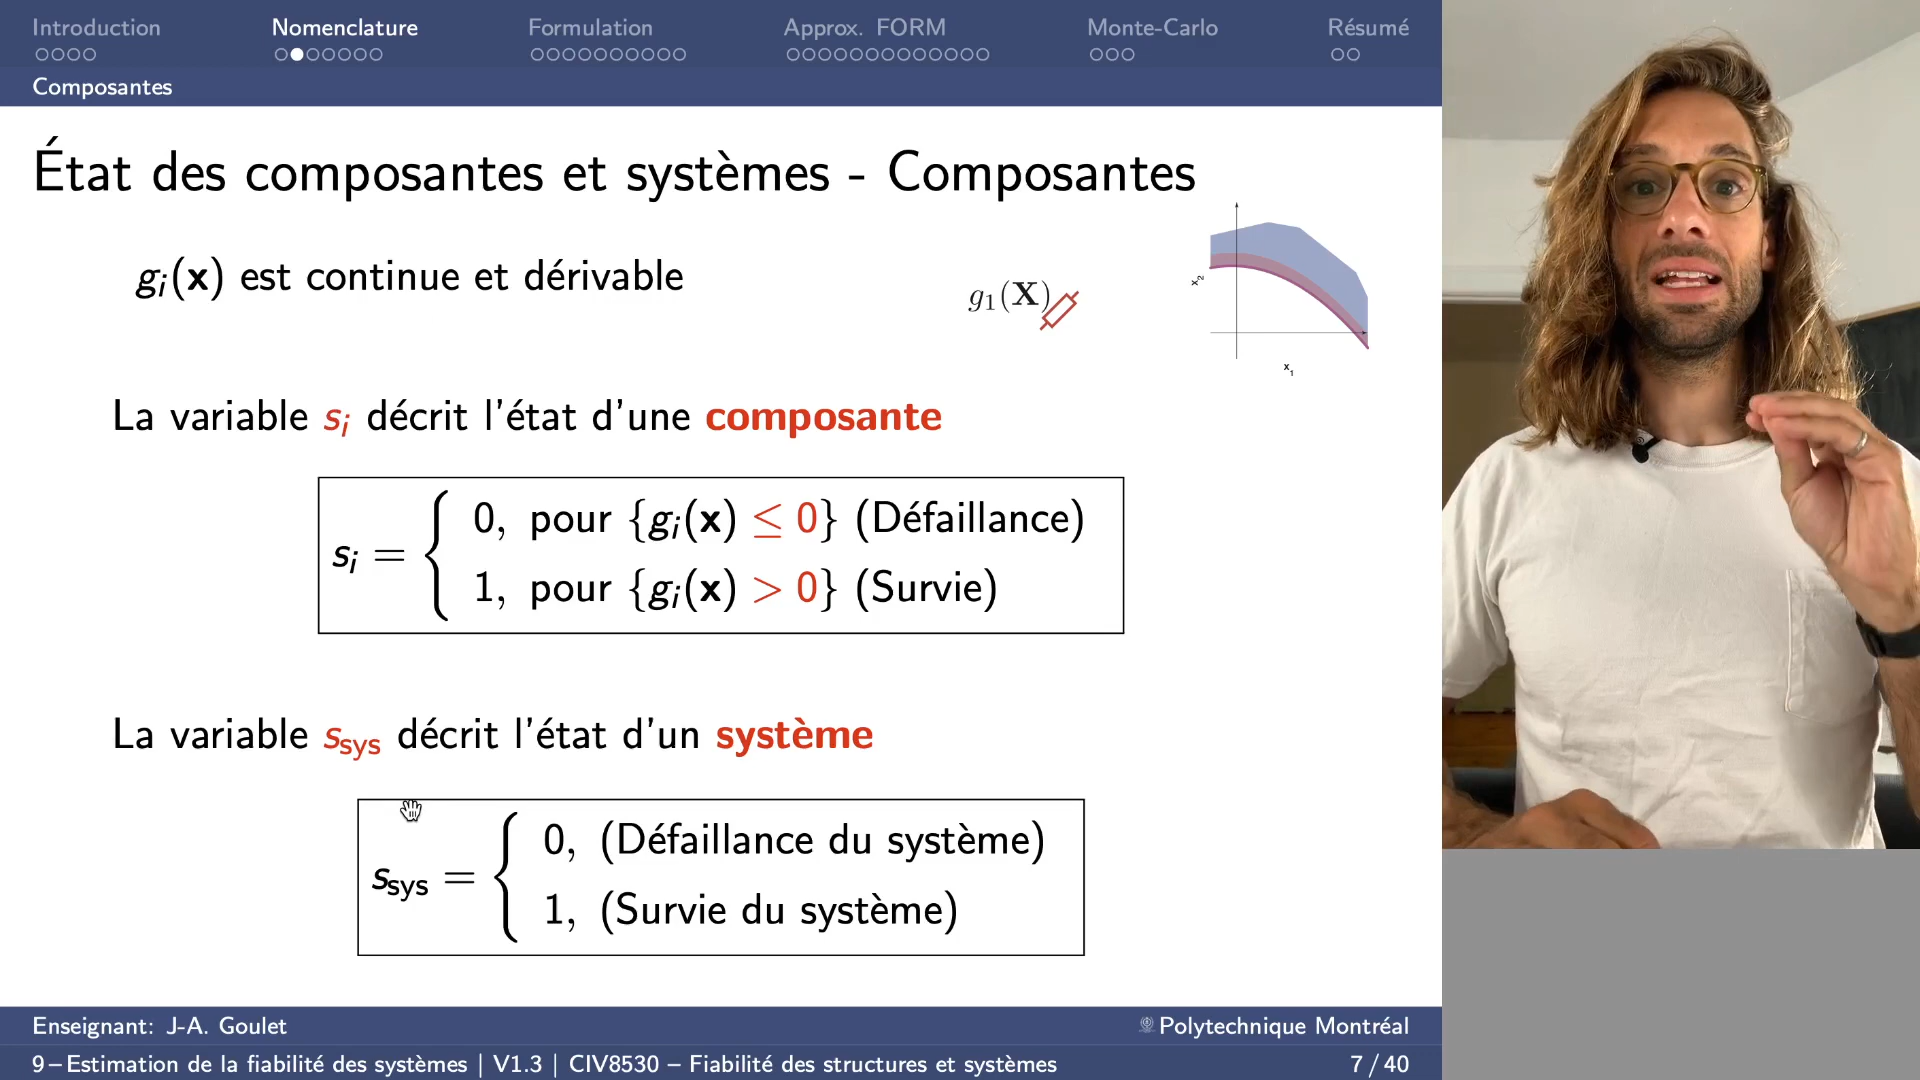 Introduction Nomenclature Formulation Approx. FORM Monte-Carlo Résumé
Composantes
État des composantes et systèmes - Composantes
gᵢ(x) est continue et dérivable
g₁(X)
x₂
x₁
La variable sᵢ décrit l'état d'une composante
sᵢ = { 0, pour {gᵢ(x) ≤ 0} (Défaillance)
1, pour {gᵢ(x) > 0} (Survie)
La variable s_sys décrit l'état d'un système
s_sys = { 0, (Défaillance du système)
1, (Survie du système)
Enseignant: J-A. Goulet Polytechnique Montréal
9 – Estimation de la fiabilité des systèmes | V1.3 | CIV8530 – Fiabilité des structures et systèmes 7 / 40